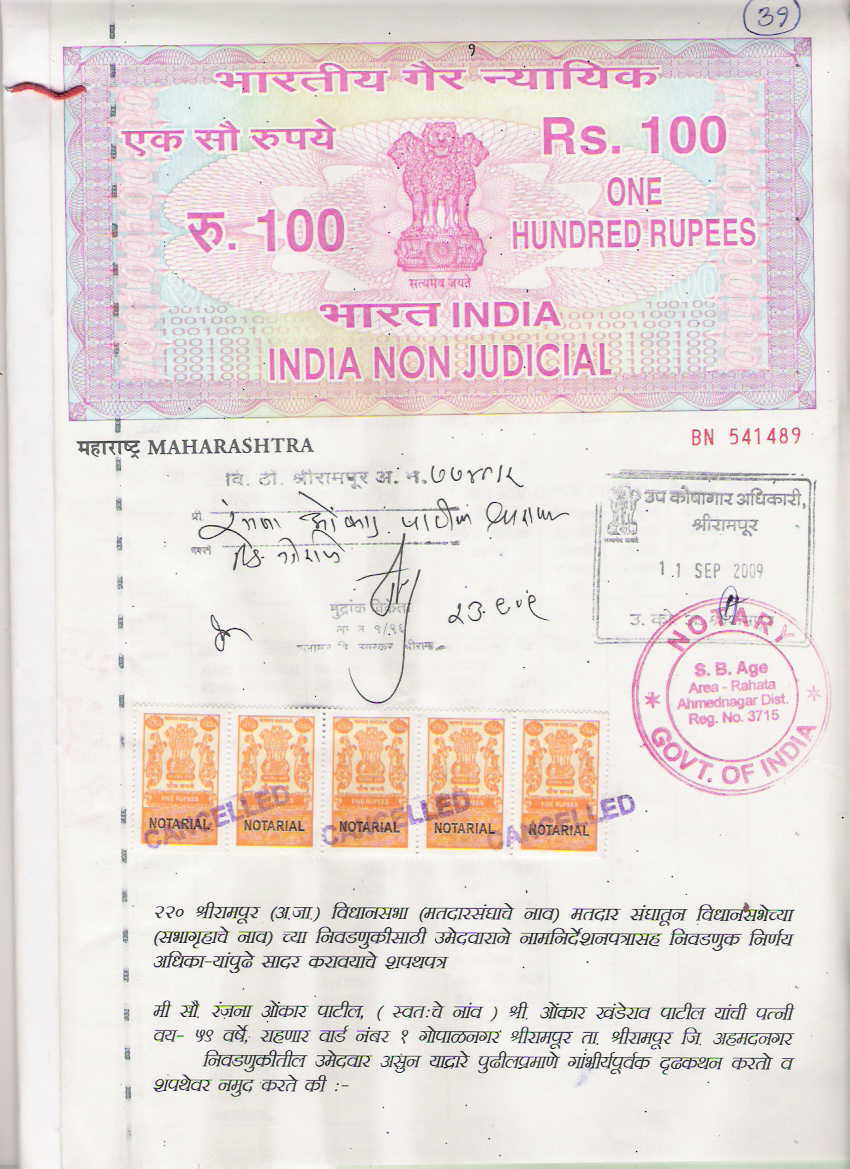 39
१
भारतीय गैर न्यायिक
एक सौ रुपये
Rs. 100
रु. 100
ONE
HUNDRED RUPEES
सत्यमेव जयते
भारत INDIA
INDIA NON JUDICIAL
महाराष्ट्र MAHARASHTRA
BN 541489
वि. टी. श्रीरामपूर अ. न.
श्री रंजना ओंकार पाटील
उप कोषागार अधिकारी,
श्रीरामपूर
11 SEP 2009
मुद्रांक विक्रेता
NOTARY
S. B. Age
Area - Rahata
Ahmednagar Dist.
Reg. No. 3715
GOVT. OF INDIA
CANCELLED CANCELLED CANCELLED
NOTARIAL NOTARIAL NOTARIAL NOTARIAL NOTARIAL
२२० श्रीरामपूर (अ.जा.) विधानसभा (मतदारसंघाचे नाव) मतदार संघातून विधानसभेच्या
(सभागृहाचे नाव) च्या निवडणुकीसाठी उमेदवाराने नामनिर्देशनपत्रासह निवडणुक निर्णय
अधिका-यांपुढे सादर करावयाचे शपथपत्र
मी सौ. रंजना ओंकार पाटील, ( स्वतःचे नांव ) श्री. ओंकार खंडेराव पाटील यांची पत्नी
वय- ५९ वर्षे, राहणार वार्ड नंबर १ गोपाळनगर श्रीरामपूर ता. श्रीरामपूर जि. अहमदनगर
निवडणुकीतील उमेदवार असुन याद्वारे पुढीलप्रमाणे गांभीर्यपूर्वक दृढकथन करतो व
शपथेवर नमुद करते की :-